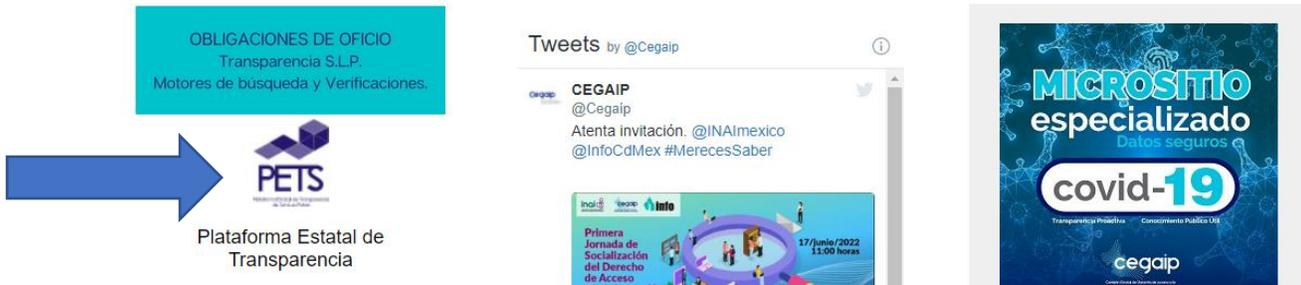 OBLIGACIONES DE OFICIO
Transparencia S.L.P.
Motores de búsqueda y Verificaciones.
PETS
Plataforma Estatal de
Transparencia
Tweets by @Cegaip
cegaip
CEGAIP
@Cegaip
Atenta invitación. @INAImexico
@InfoCdMex #MerecesSaber
inai
cegaip
info
Primera
Jornada de
Socialización
del Derecho
de Acceso
17/junio/2022
11:00 horas
MICROSITIO
especializado
Datos seguros
covid-19
Transparencia Proactiva Conocimiento Público Útil
cegaip